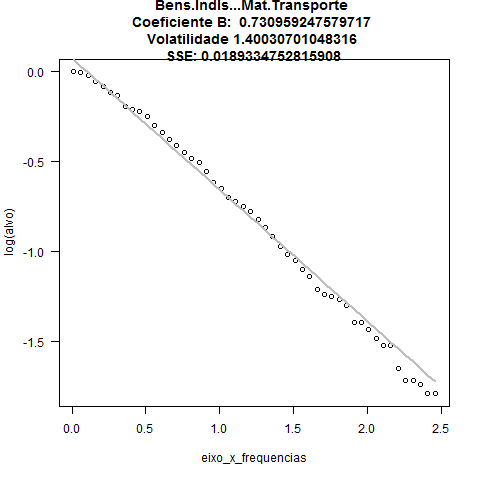 Bens.Indis...Mat.Transporte
Coeficiente B:  0.730959247579717
Volatilidade 1.40030701048316
SSE: 0.0189334752815908
0.0
-0.5
-1.0
-1.5
log(alvo)
0.0 0.5 1.0 1.5 2.0 2.5
eixo_x_frequencias